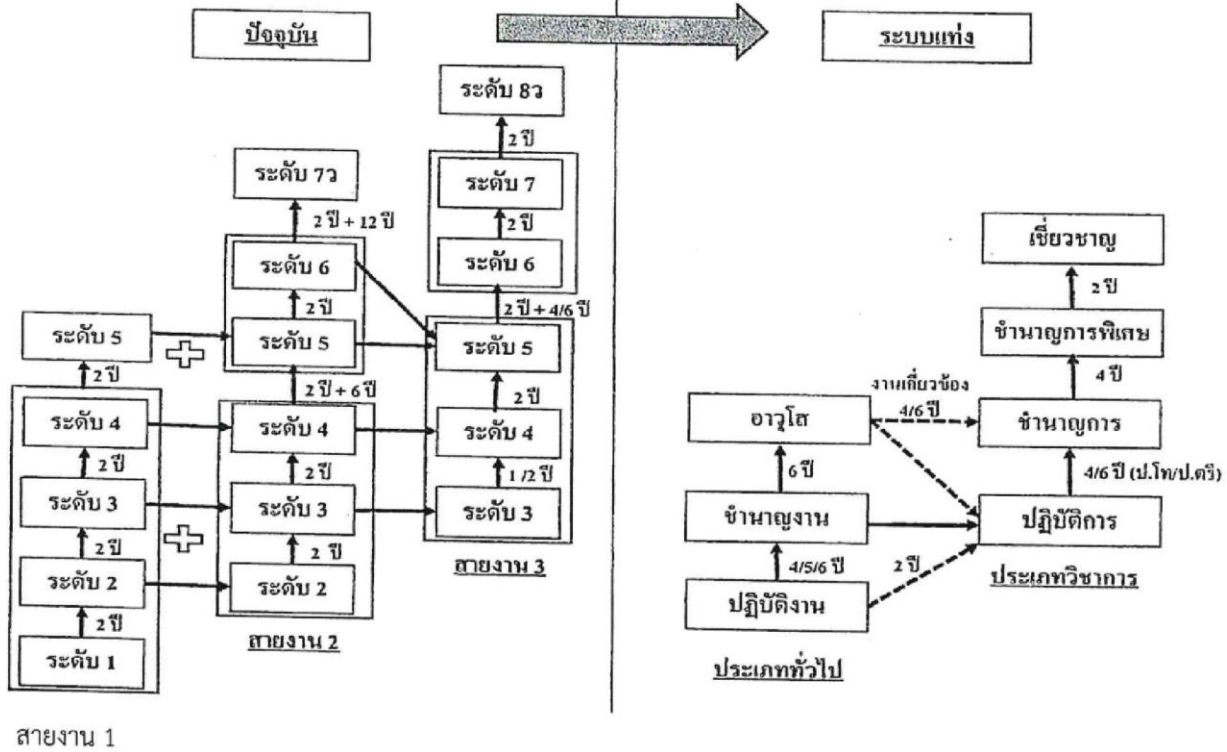 ปัจจุบัน
ระบบแท่ง
ระดับ 8ว
2 ปี
ระดับ 7ว
ระดับ 7
2 ปี + 12 ปี
2 ปี
ระดับ 6
ระดับ 6
2 ปี
2 ปี + 4/6 ปี
ระดับ 5
ระดับ 5
ระดับ 5
2 ปี
2 ปี + 6 ปี
2 ปี
ระดับ 4
ระดับ 4
ระดับ 4
2 ปี
2 ปี
1 /2 ปี
ระดับ 3
ระดับ 3
ระดับ 3
2 ปี
2 ปี
สายงาน 3
ระดับ 2
ระดับ 2
2 ปี
สายงาน 2
ระดับ 1
สายงาน 1
เชี่ยวชาญ
2 ปี
ชำนาญการพิเศษ
งานเกี่ยวข้อง
4 ปี
4/6 ปี
อาวุโส
ชำนาญการ
6 ปี
4/6 ปี (ป.โท/ป.ตรี)
ชำนาญงาน
ปฏิบัติการ
4/5/6 ปี
2 ปี
ประเภทวิชาการ
ปฏิบัติงาน
ประเภททั่วไป